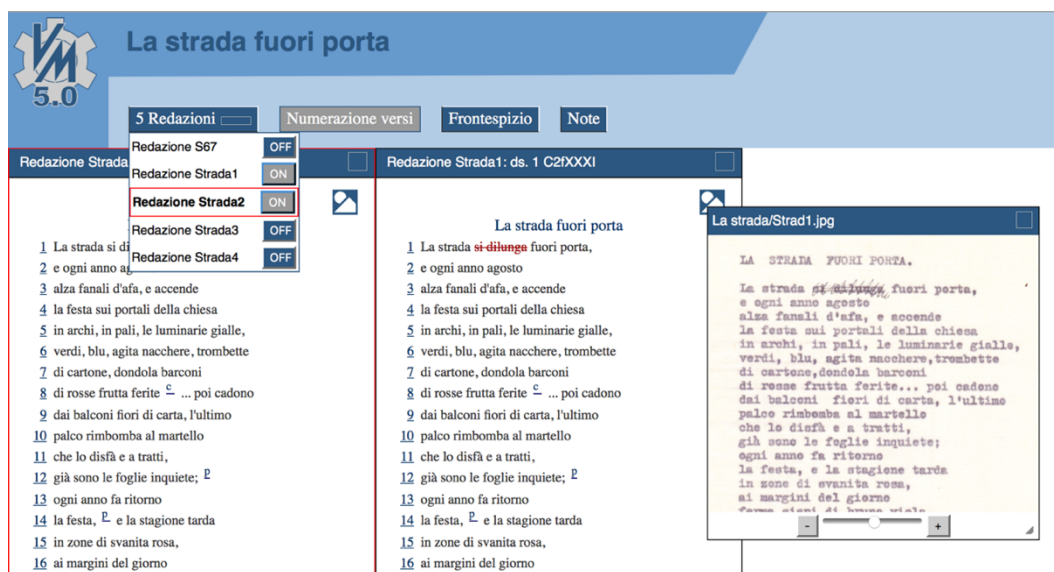 VM
5.0
La strada fuori porta
5 Redazioni
Numerazione versi
Frontespizio
Note
Redazione S67 OFF
Redazione Strada1 ON
Redazione Strada2 ON
Redazione Strada3 OFF
Redazione Strada4 OFF
Redazione Strada
1 La strada si di
2 e ogni anno ag
3 alza fanali d'afa, e accende
4 la festa sui portali della chiesa
5 in archi, in pali, le luminarie gialle,
6 verdi, blu, agita nacchere, trombette
7 di cartone, dondola barconi
8 di rosse frutta ferite c ... poi cadono
9 dai balconi fiori di carta, l'ultimo
10 palco rimbomba al martello
11 che lo disfà e a tratti,
12 già sono le foglie inquiete; p
13 ogni anno fa ritorno
14 la festa, p e la stagione tarda
15 in zone di svanita rosa,
16 ai margini del giorno
Redazione Strada1: ds. 1 C2fXXXI
La strada fuori porta
1 La strada si dilunga fuori porta,
2 e ogni anno agosto
3 alza fanali d'afa, e accende
4 la festa sui portali della chiesa
5 in archi, in pali, le luminarie gialle,
6 verdi, blu, agita nacchere, trombette
7 di cartone, dondola barconi
8 di rosse frutta ferite c ... poi cadono
9 dai balconi fiori di carta, l'ultimo
10 palco rimbomba al martello
11 che lo disfà e a tratti,
12 già sono le foglie inquiete; p
13 ogni anno fa ritorno
14 la festa, p e la stagione tarda
15 in zone di svanita rosa,
16 ai margini del giorno
La strada/Strad1.jpg
LA STRADA FUORI PORTA.
La strada si dilunga fuori porta,
e ogni anno agosto
alza fanali d'afa, e accende
la festa sui portali della chiesa
in archi, in pali, le luminarie gialle,
verdi, blu, agita nacchere,trombette
di cartone,dondola barconi
di rosse frutta ferite... poi cadono
dai balconi fiori di carta, l'ultimo
palco rimbomba al martello
che lo disfà e a tratti,
già sono le foglie inquiete;
ogni anno fa ritorno
la festa, e la stagione tarda
in zone di svanita rosa,
ai margini del giorno
- +